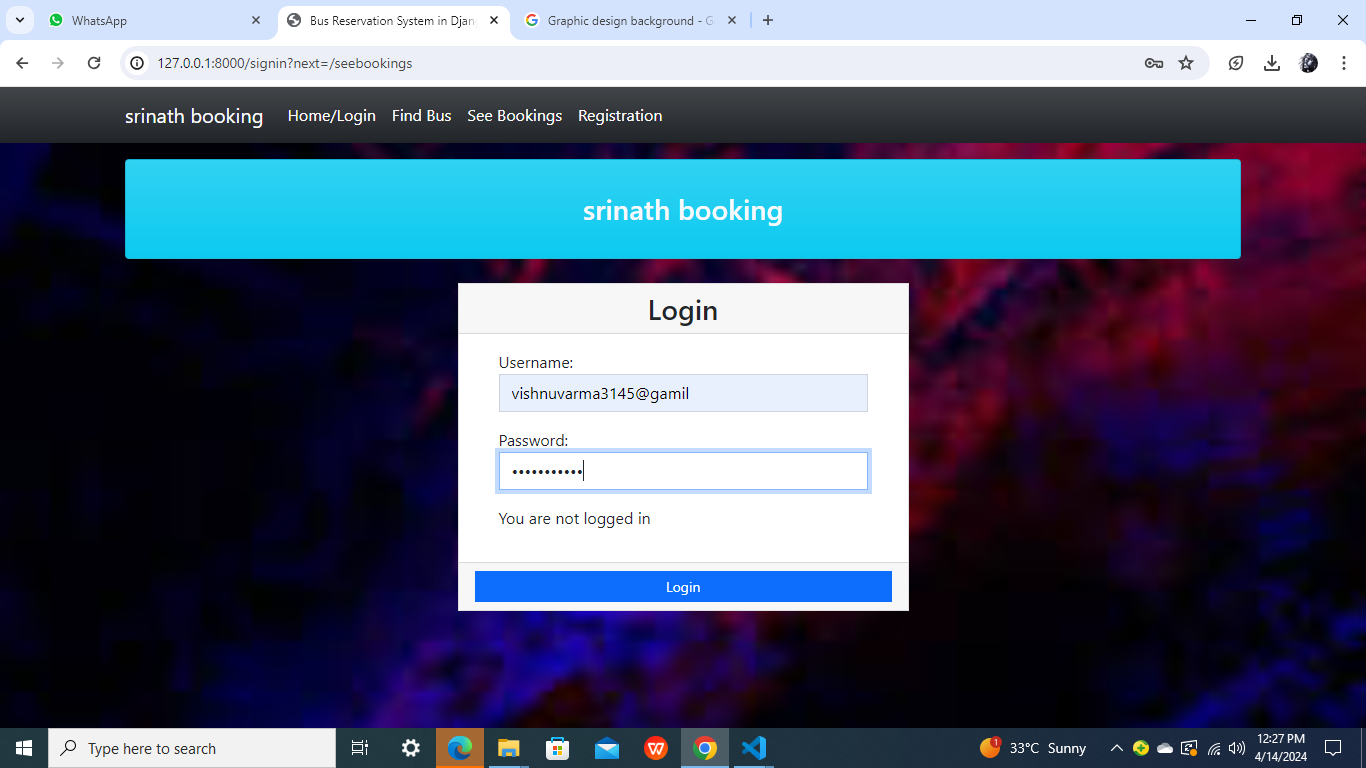 WhatsApp
Bus Reservation System in Djan
Graphic design background - G
127.0.0.1:8000/signin?next=/seebookings
srinath booking Home/Login Find Bus See Bookings Registration
srinath booking
Login
Username:
vishnuvarma3145@gamil
Password:
•••••••••••
You are not logged in
Login
Type here to search
1
33°C Sunny
12:27 PM
4/14/2024